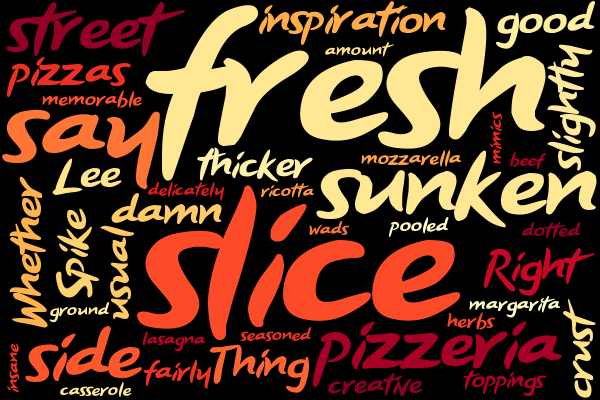 street
inspiration
good
pizzas
fresh
amount
memorable
slightly
say
mimics
thicker
mozzarella
beef
Lee
delicately
ricotta
sunken
Whether
damn
wads
pooled
dotted
Spike
usual
slice
Right
ground
margarita
herbs
crust
insane
side
lasagna
seasoned
pizzeria
casserole
fairly
Thing
creative
toppings